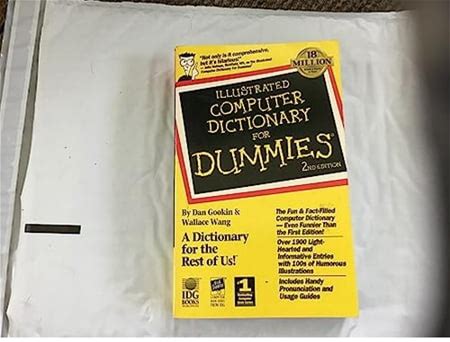 "Not only is it comprehensive,
but it's hilarious."
18
MILLION
ILLUSTRATED
COMPUTER
DICTIONARY
FOR
DUMMIES®
2ND EDITION
By Dan Gookin &
Wallace Wang
A Dictionary
for the
Rest of Us!™
The Fun & Fact-Filled
Computer Dictionary
— Even Funnier Than
the First Edition!
Over 1900 Light-
Hearted and
Informative Entries
with 100s of Humorous
Illustrations
Includes Handy
Pronunciation and
Usage Guides
IDG
BOOKS
#1